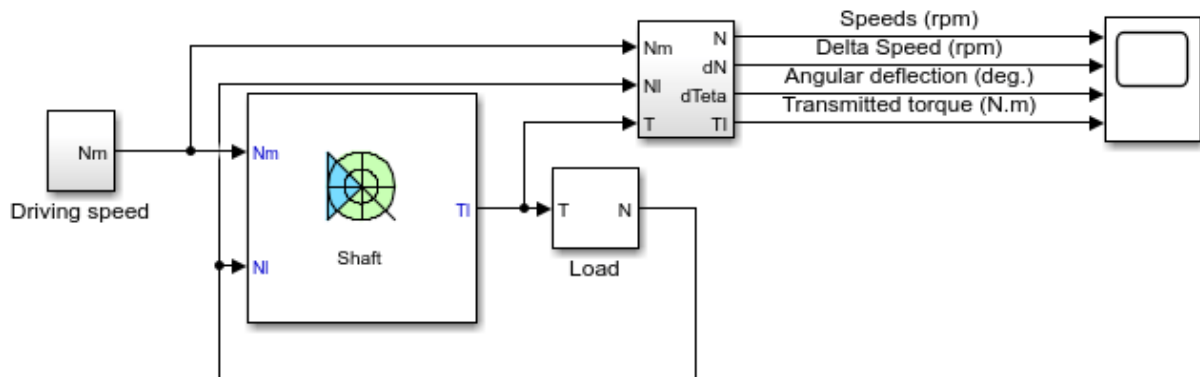 Speeds (rpm)
Nm
N
Delta Speed (rpm)
dN
Nl
Angular deflection (deg.)
dTeta
Transmitted torque (N.m)
T
Tl
Nm
Driving speed
Nm
Nl
Tl
Shaft
T
N
Load